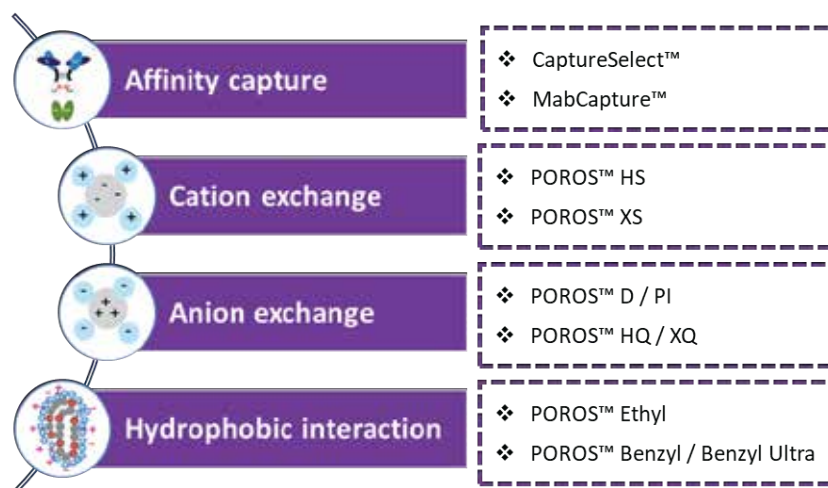 Affinity capture
❖ CaptureSelect™
❖ MabCapture™
Cation exchange
❖ POROS™ HS
❖ POROS™ XS
Anion exchange
❖ POROS™ D / PI
❖ POROS™ HQ / XQ
Hydrophobic interaction
❖ POROS™ Ethyl
❖ POROS™ Benzyl / Benzyl Ultra